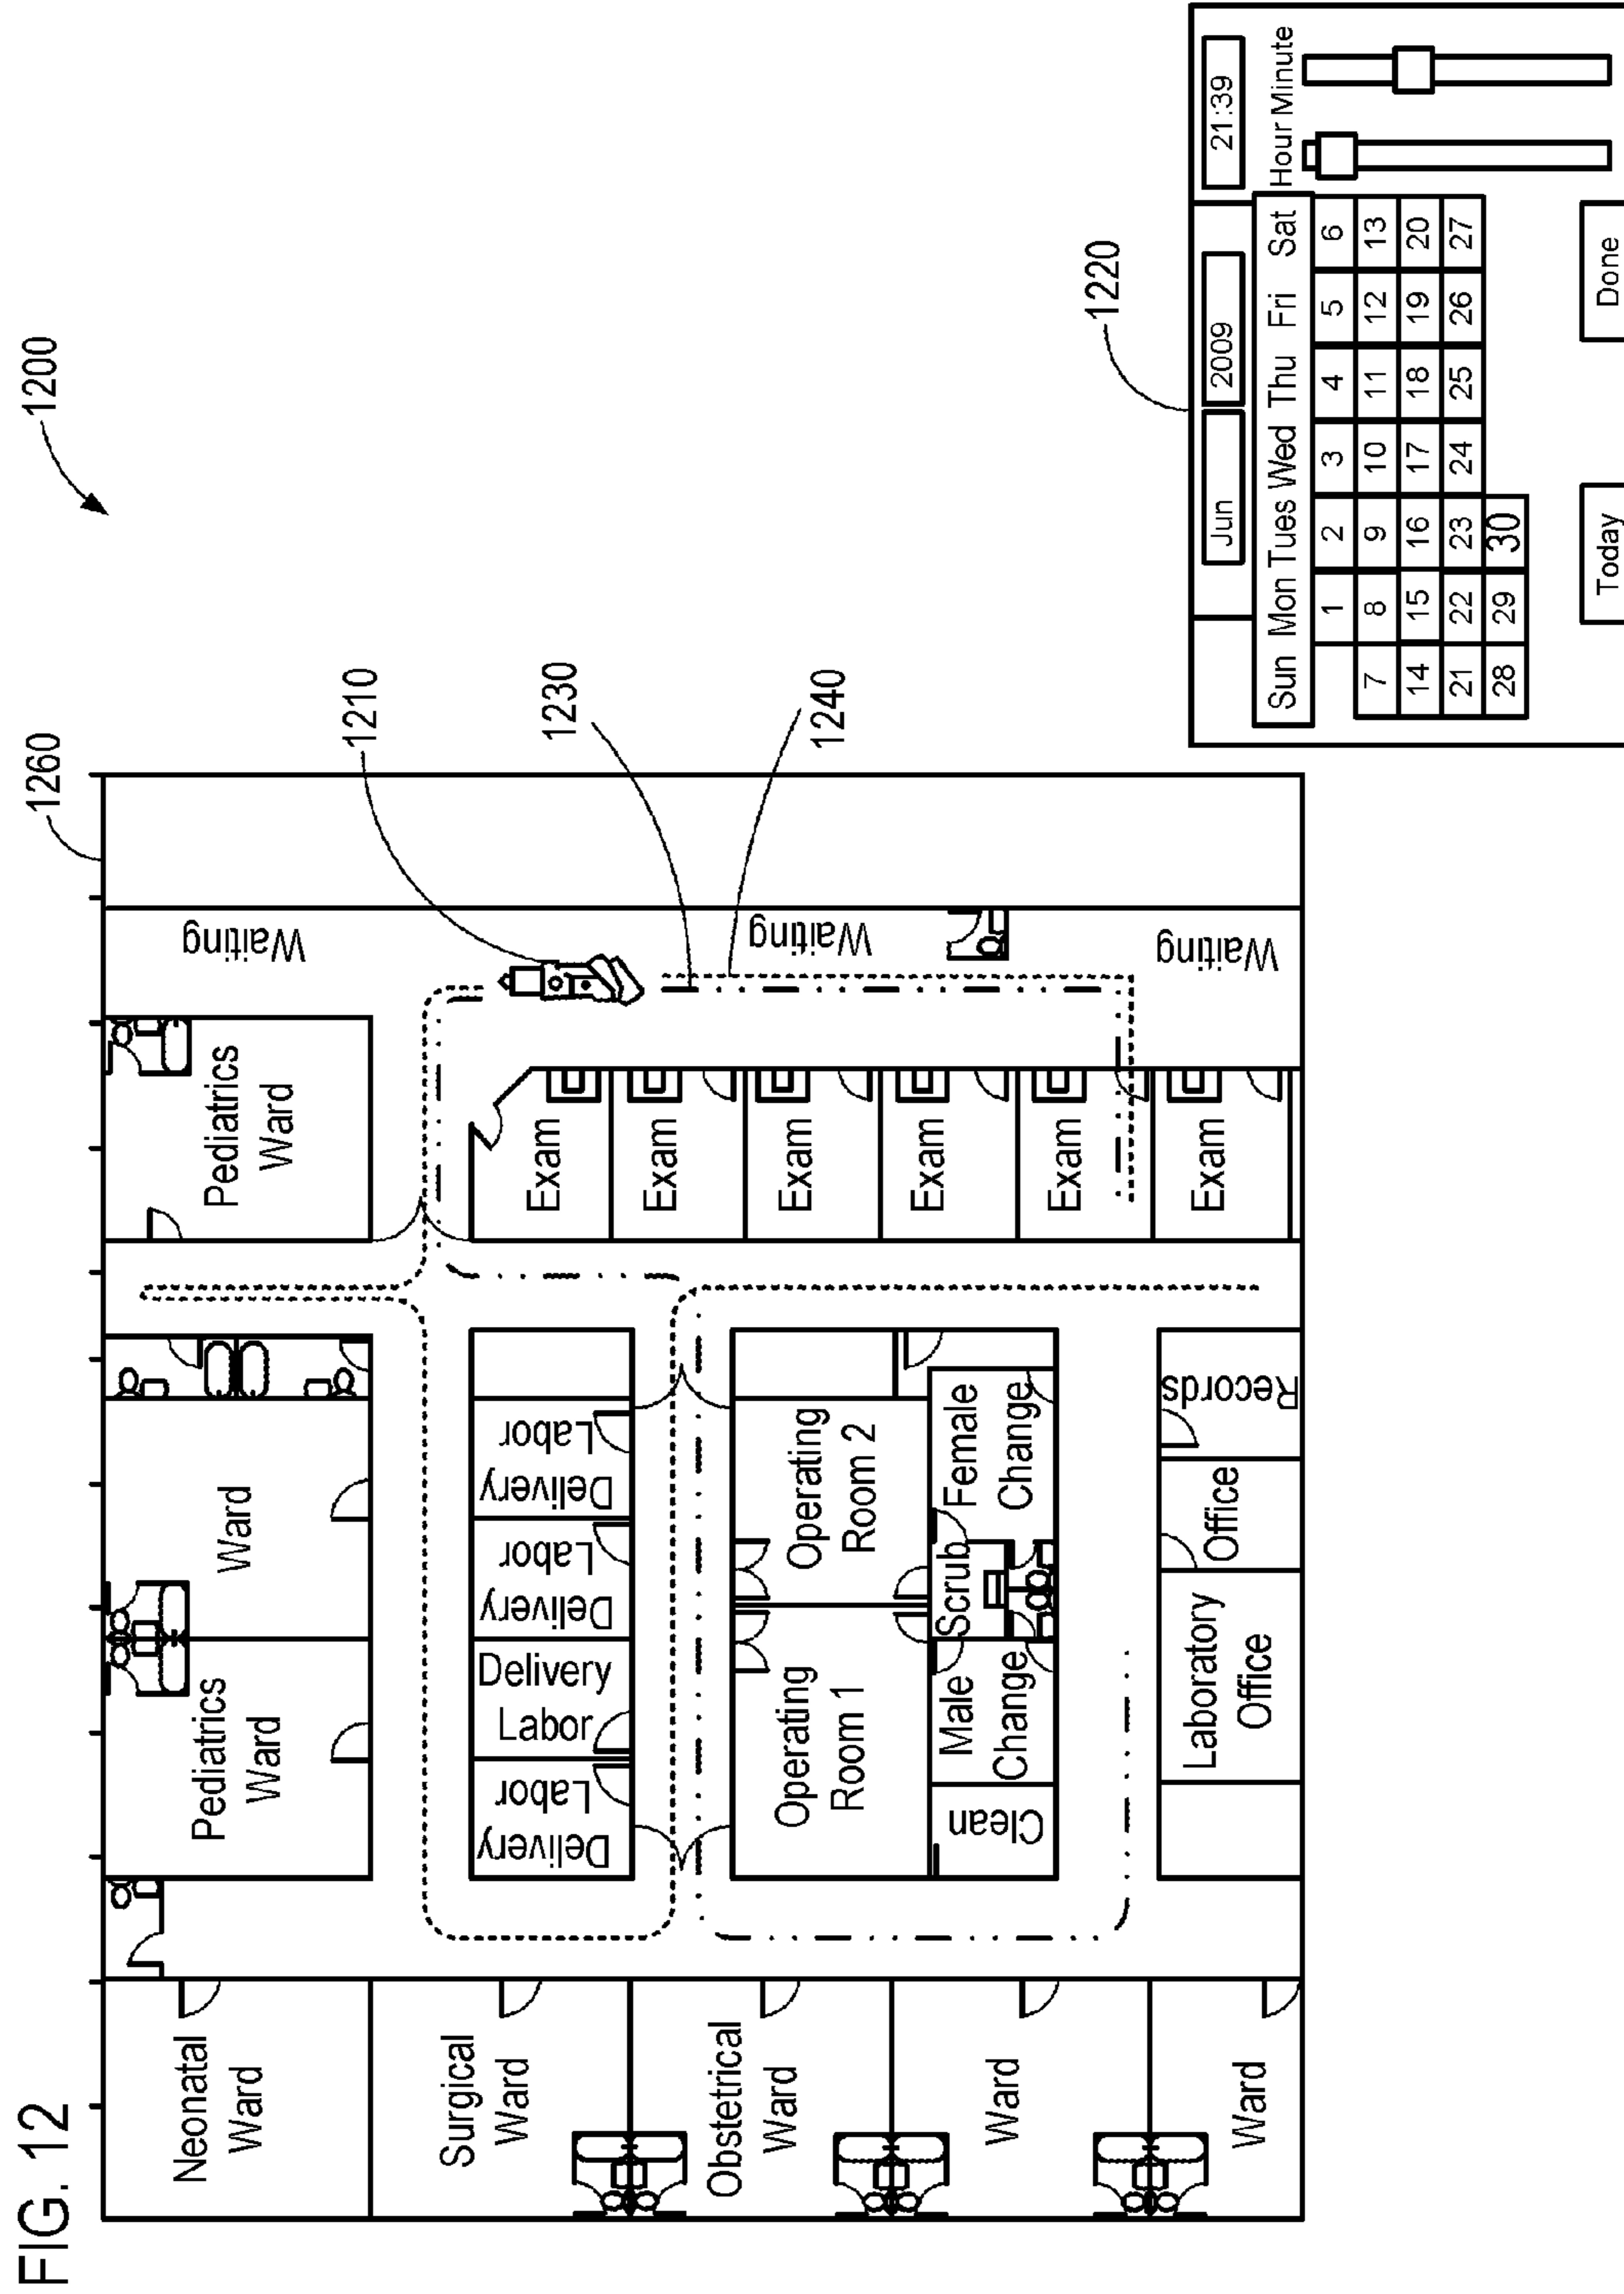 FIG. 12
1200
1260
1210
1230
1240
1220
Neonatal
Ward
Pediatrics
Ward
Ward
Pediatrics
Ward
Waiting
Surgical
Ward
Delivery
Labor
Delivery
Labor
Delivery
Labor
Delivery
Labor
Exam
Exam
Exam
Exam
Exam
Exam
Waiting
Obstetrical
Ward
Operating
Room 1
Operating
Room 2
Ward
Clean
Male
Change
Scrub
Female
Change
Waiting
Ward
Laboratory
Office
Office
Records
Jun 2009 21:39
Sun Mon Tues Wed Thu Fri Sat Hour Minute
1 2 3 4 5 6
7 8 9 10 11 12 13
14 15 16 17 18 19 20
21 22 23 24 25 26 27
28 29 30
Today Done